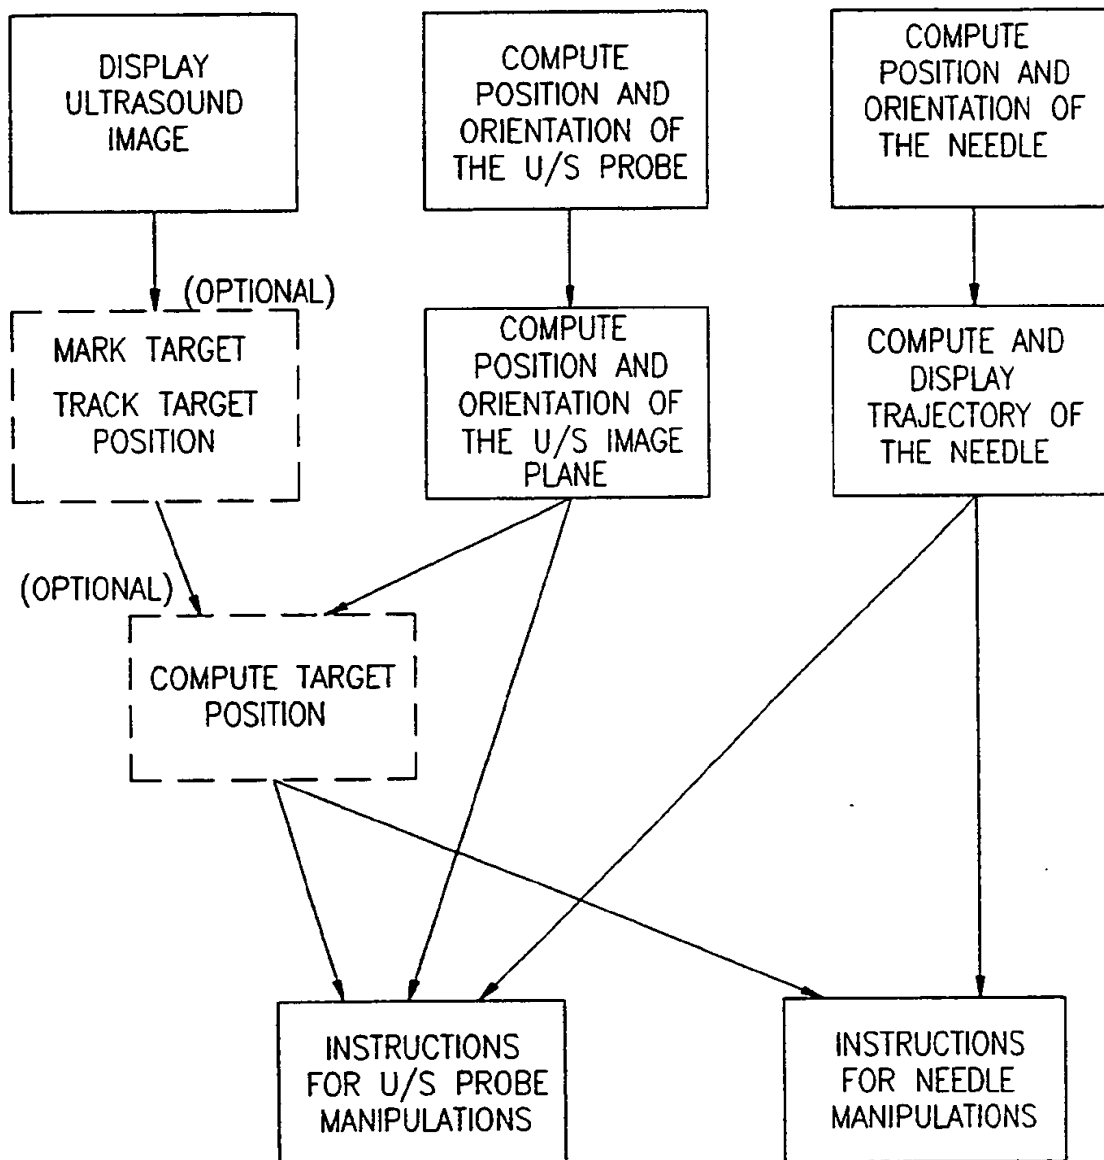 DISPLAY
ULTRASOUND
IMAGE
COMPUTE
POSITION AND
ORIENTATION OF
THE U/S PROBE
COMPUTE
POSITION AND
ORIENTATION OF
THE NEEDLE
(OPTIONAL)
MARK TARGET
TRACK TARGET
POSITION
COMPUTE
POSITION AND
ORIENTATION OF
THE U/S IMAGE
PLANE
COMPUTE AND
DISPLAY
TRAJECTORY OF
THE NEEDLE
(OPTIONAL)
COMPUTE TARGET
POSITION
INSTRUCTIONS
FOR U/S PROBE
MANIPULATIONS
INSTRUCTIONS
FOR NEEDLE
MANIPULATIONS